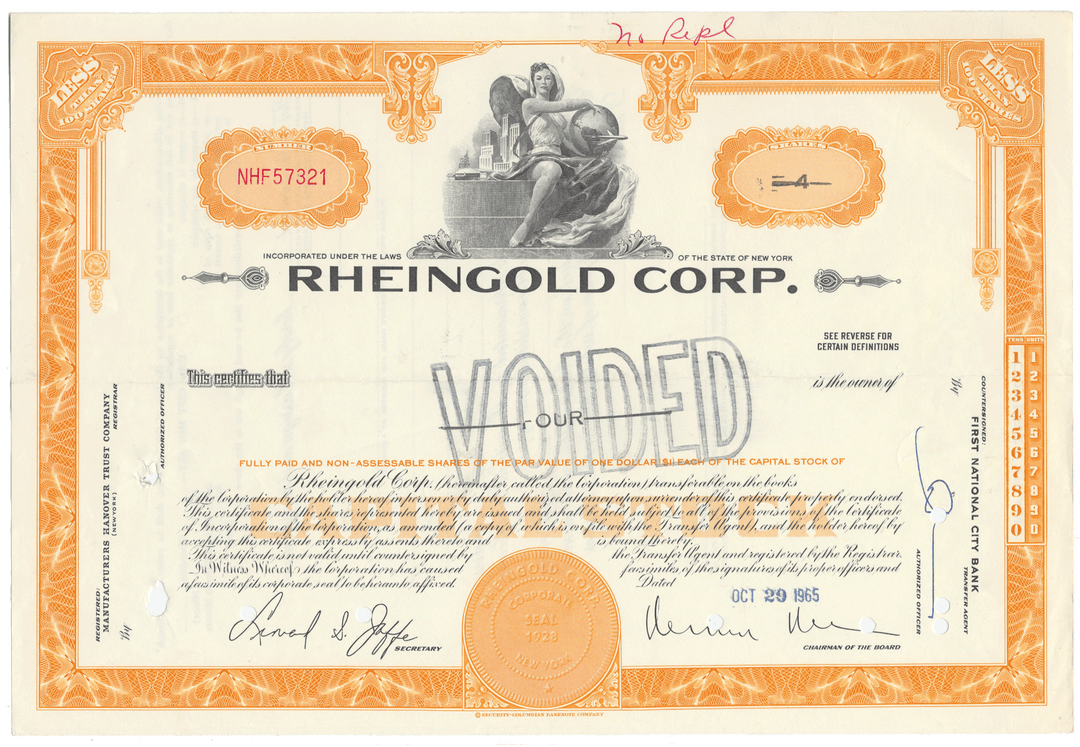 no Repl
LESS THAN 100 SHARES
LESS THAN 100 SHARES
NUMBER
NHF57321
SHARES
4
INCORPORATED UNDER THE LAWS
OF THE STATE OF NEW YORK
RHEINGOLD CORP.
SEE REVERSE FOR
CERTAIN DEFINITIONS
This certifies that
is the owner of
VOIDED
FOUR
FULLY PAID AND NON-ASSESSABLE SHARES OF THE PAR VALUE OF ONE DOLLAR ($1) EACH OF THE CAPITAL STOCK OF
CAPITAL STOCK
Rheingold Corp. (hereinafter called the Corporation) transferable on the books
of the Corporation by the holder hereof in person or by duly authorized attorney upon surrender of this certificate properly endorsed.
This certificate and the shares represented hereby are issued and shall be held subject to all of the provisions of the Certificate
of Incorporation of the Corporation, as amended (a copy of which is on file with the Transfer Agent), and the holder hereof by
accepting this certificate expressly assents thereto and is bound thereby.
This certificate is not valid until countersigned by the Transfer Agent and registered by the Registrar.
In Witness Whereof, the Corporation has caused facsimiles of the signatures of its proper officers and
a facsimile of its corporate seal to be hereunto affixed. Dated
OCT 29 1965
SECRETARY
CHAIRMAN OF THE BOARD
RHEINGOLD CORP.
CORPORATE
SEAL
1928
NEW YORK
REGISTERED:
MANUFACTURERS HANOVER TRUST COMPANY
(NEW YORK)
REGISTRAR
By
AUTHORIZED OFFICER
COUNTERSIGNED:
FIRST NATIONAL CITY BANK
TRANSFER AGENT
By
AUTHORIZED OFFICER
TENS UNITS
1 1
2 2
3 3
4 4
5 5
6 6
7 7
8 8
9 9
0 0
© SECURITY-COLUMBIAN BANKNOTE COMPANY